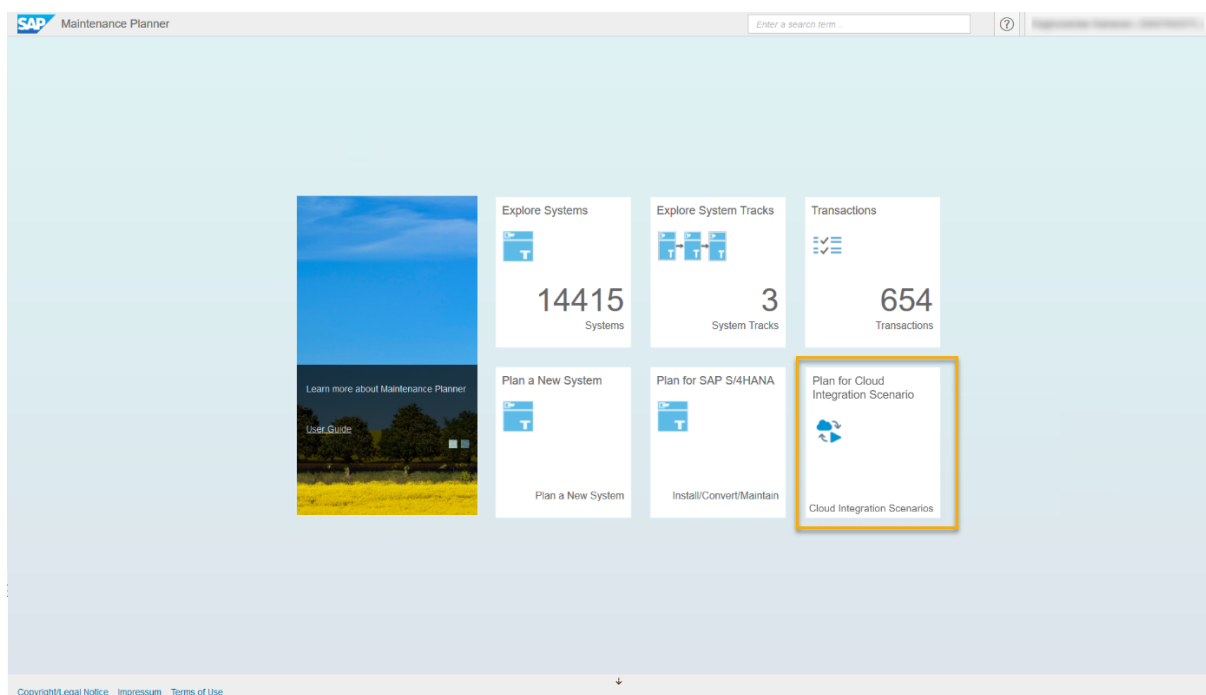 SAP Maintenance Planner
Enter a search term...
Explore Systems
14415
Systems
Explore System Tracks
3
System Tracks
Transactions
654
Transactions
Learn more about Maintenance Planner
User Guide
Plan a New System
Plan a New System
Plan for SAP S/4HANA
Install/Convert/Maintain
Plan for Cloud
Integration Scenario
Cloud Integration Scenarios
Copyright/Legal Notice Impressum Terms of Use